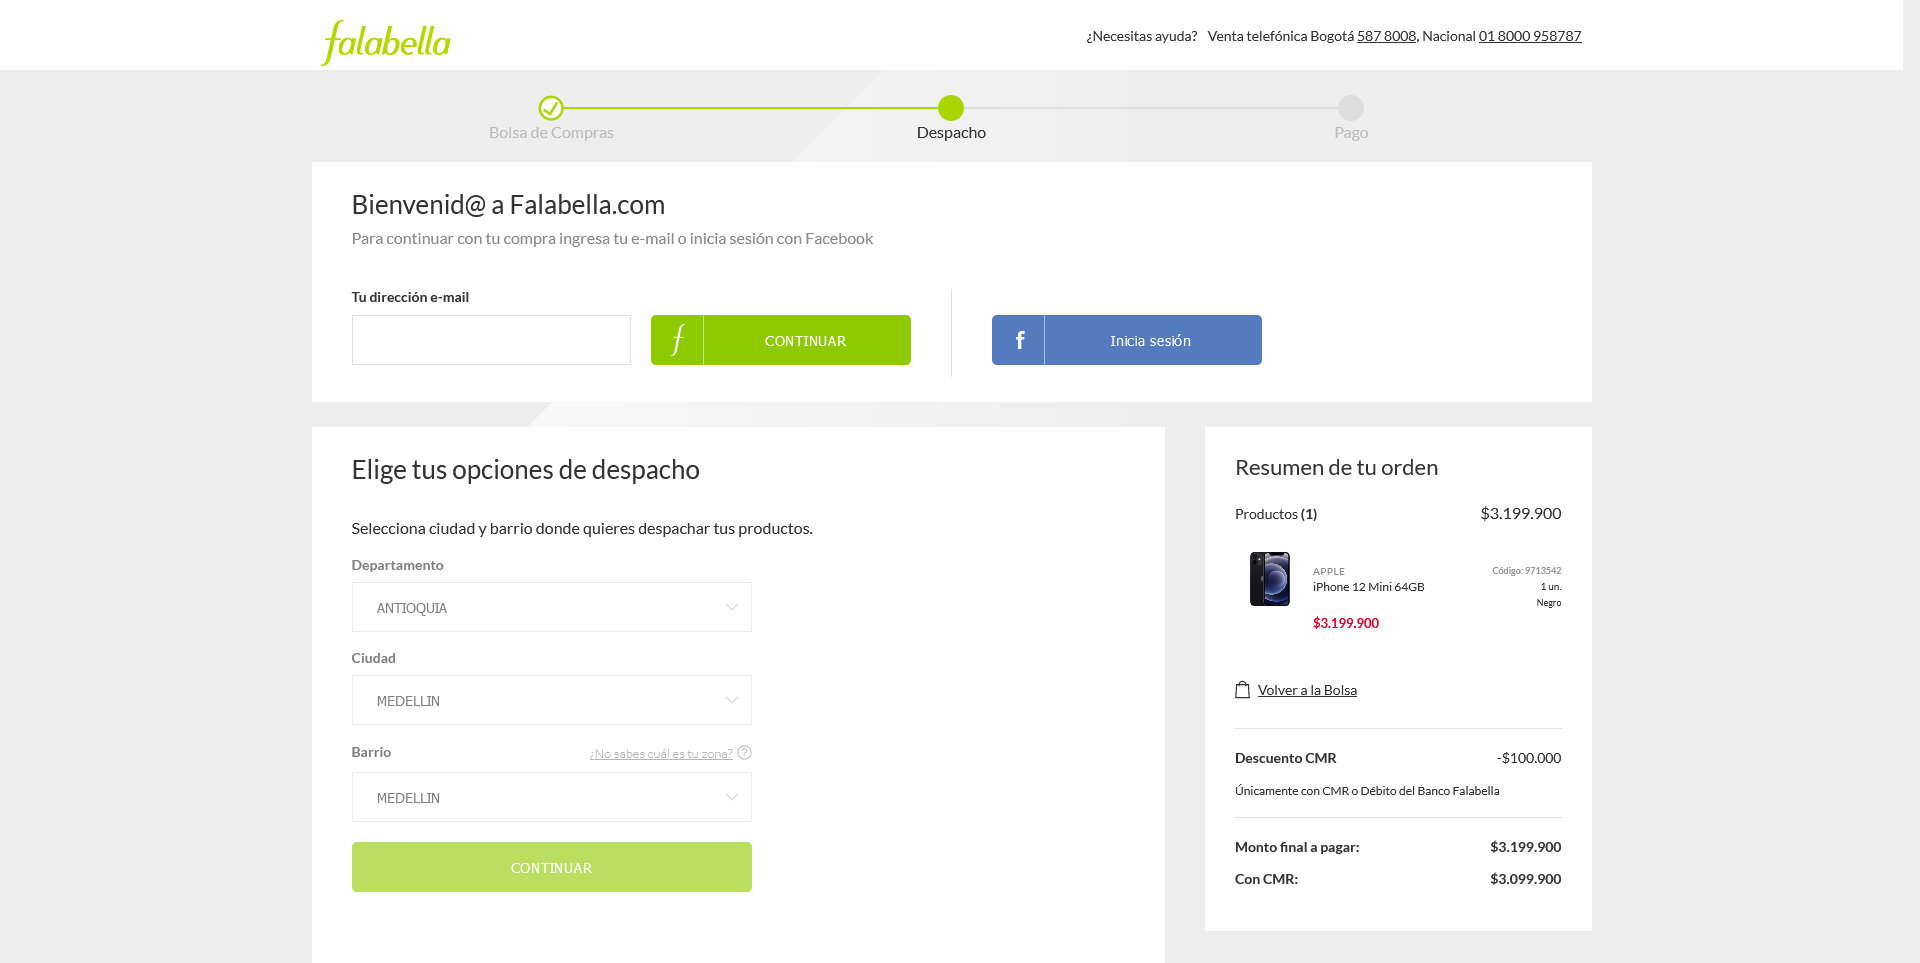 falabella
¿Necesitas ayuda? Venta telefónica Bogotá 587 8008, Nacional 01 8000 958787
Bolsa de Compras
Despacho
Pago
Bienvenid@ a Falabella.com
Para continuar con tu compra ingresa tu e-mail o inicia sesión con Facebook
Tu dirección e-mail
f CONTINUAR
f Inicia sesión
Elige tus opciones de despacho
Selecciona ciudad y barrio donde quieres despachar tus productos.
Departamento
ANTIOQUIA
Ciudad
MEDELLIN
Barrio
¿No sabes cuál es tu zona? ?
MEDELLIN
CONTINUAR
Resumen de tu orden
Productos (1) $3.199.900
APPLE
iPhone 12 Mini 64GB
$3.199.900
Código: 9713542
1 un.
Negro
Volver a la Bolsa
Descuento CMR -$100.000
Únicamente con CMR o Débito del Banco Falabella
Monto final a pagar: $3.199.900
Con CMR: $3.099.900